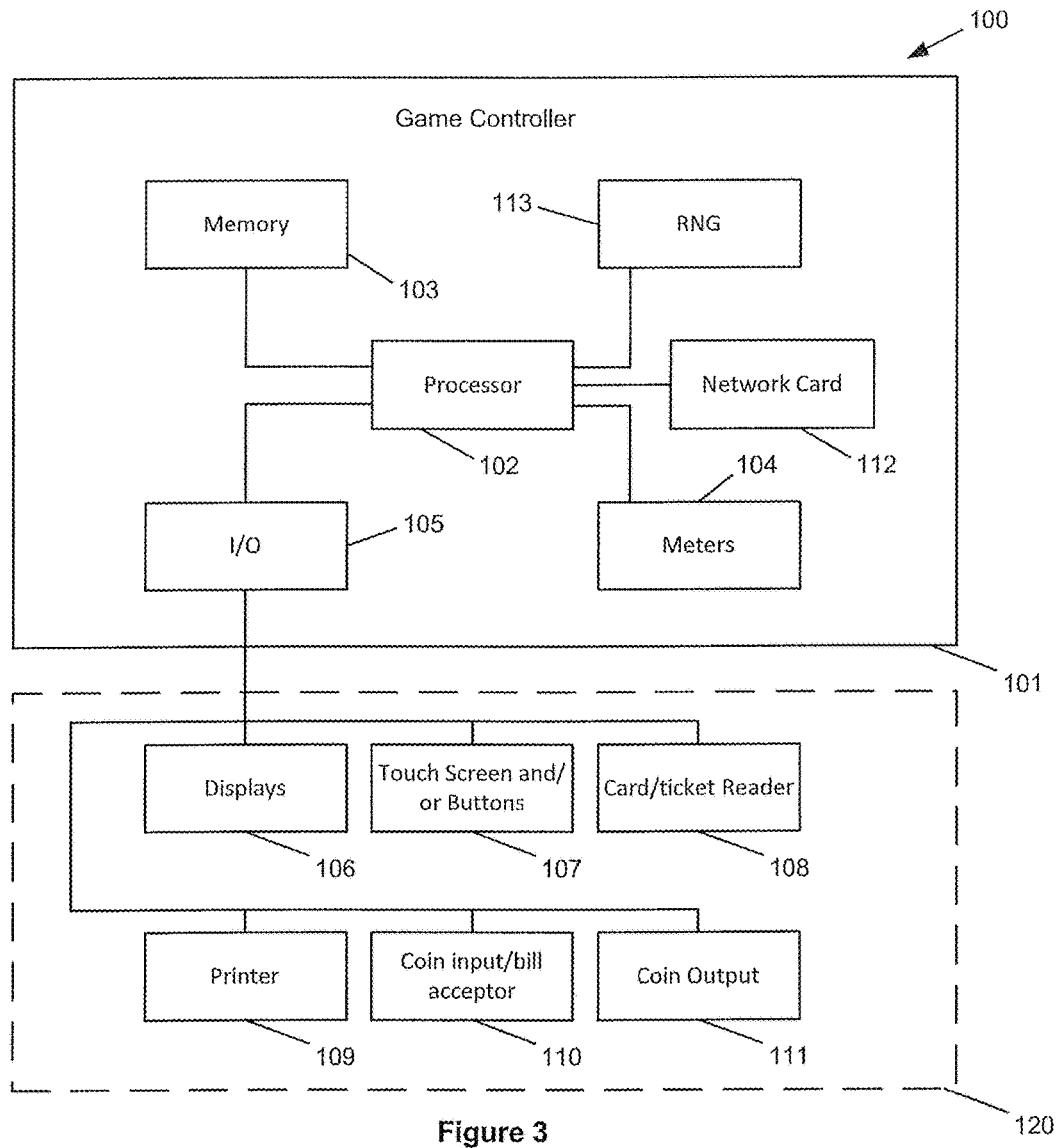 100
Game Controller
Memory
103
113
RNG
Processor
102
Network Card
112
104
Meters
I/O
105
101
Displays
106
Touch Screen and/
or Buttons
107
Card/ticket Reader
108
Printer
109
Coin input/bill
acceptor
110
Coin Output
111
120
Figure 3